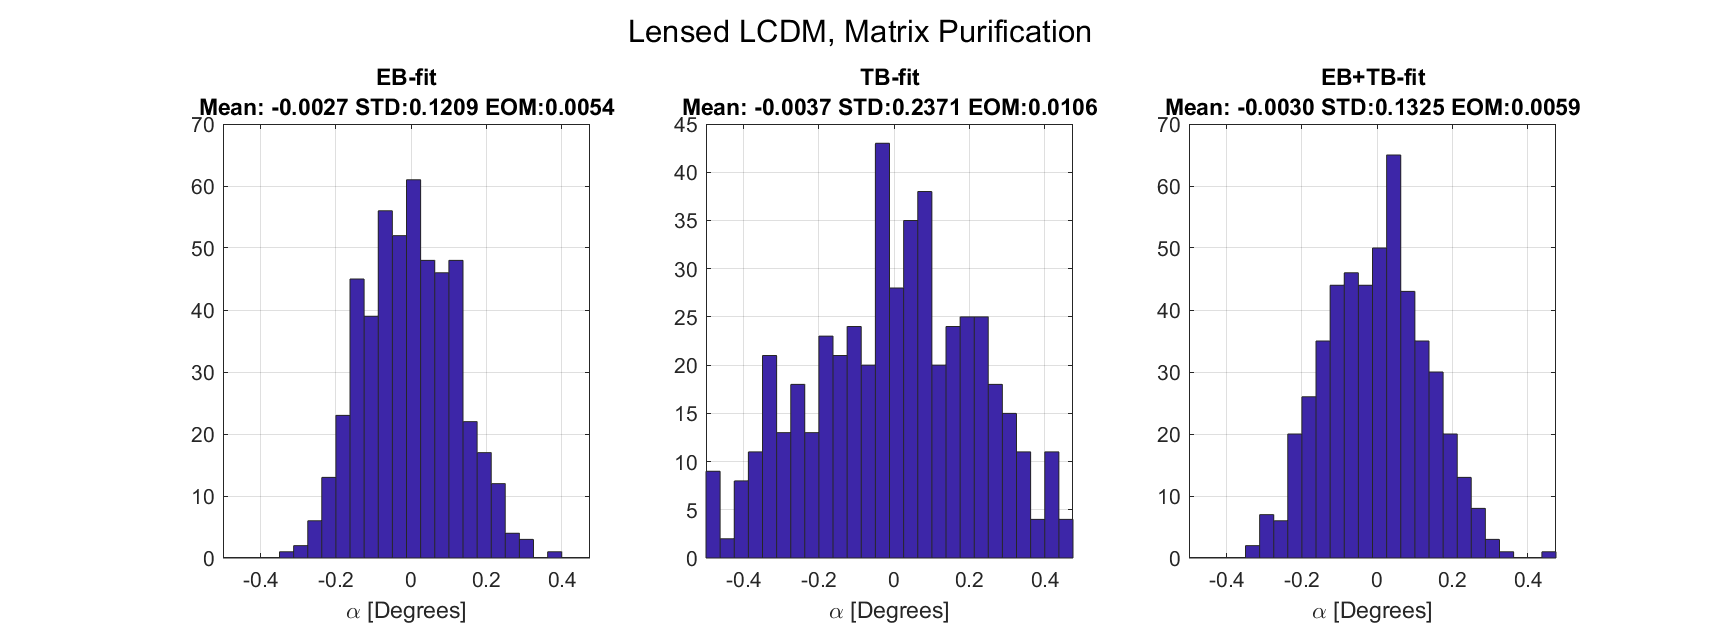 Lensed LCDM, Matrix Purification
EB-fit
Mean: -0.0027 STD:0.1209 EOM:0.0054
70
60
50
40
30
20
10
0
-0.4 -0.2 0 0.2 0.4
α [Degrees]
TB-fit
Mean: -0.0037 STD:0.2371 EOM:0.0106
45
40
35
30
25
20
15
10
5
0
-0.4 -0.2 0 0.2 0.4
α [Degrees]
EB+TB-fit
Mean: -0.0030 STD:0.1325 EOM:0.0059
70
60
50
40
30
20
10
0
-0.4 -0.2 0 0.2 0.4
α [Degrees]